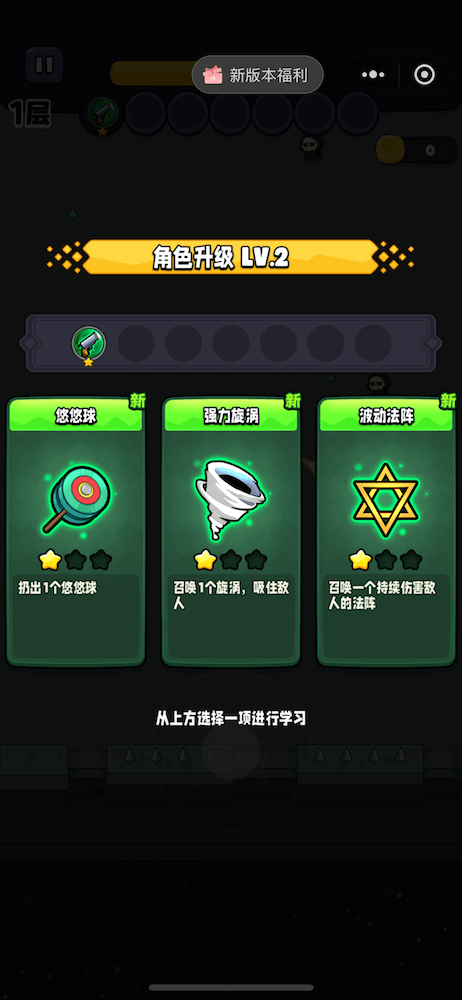 新版本福利
1层
0
角色升级 LV.2
新
新
新
悠悠球
强力旋涡
波动法阵
扔出1个悠悠球
召唤1个旋涡，吸住敌
人
召唤一个持续伤害敌
人的法阵
从上方选择一项进行学习